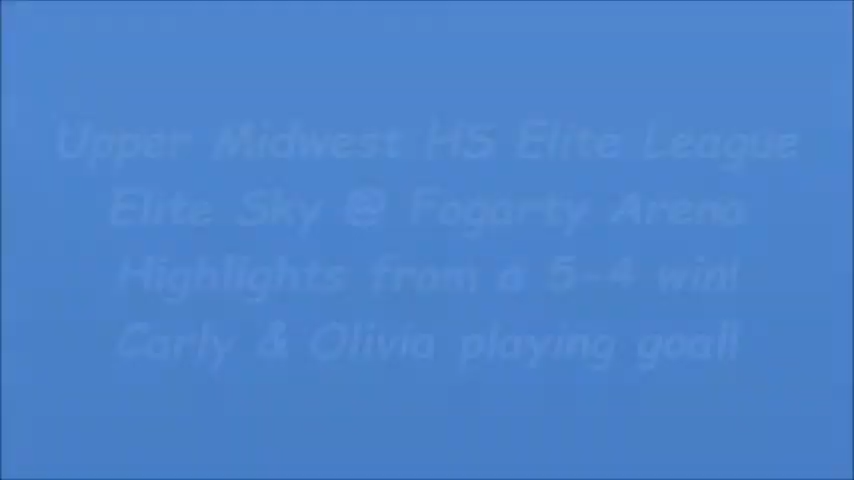 Upper Midwest HS Elite League
Elite Sky @ Fogarty Arena
Highlights from a 5-4 win!
Carly & Olivia playing goal!